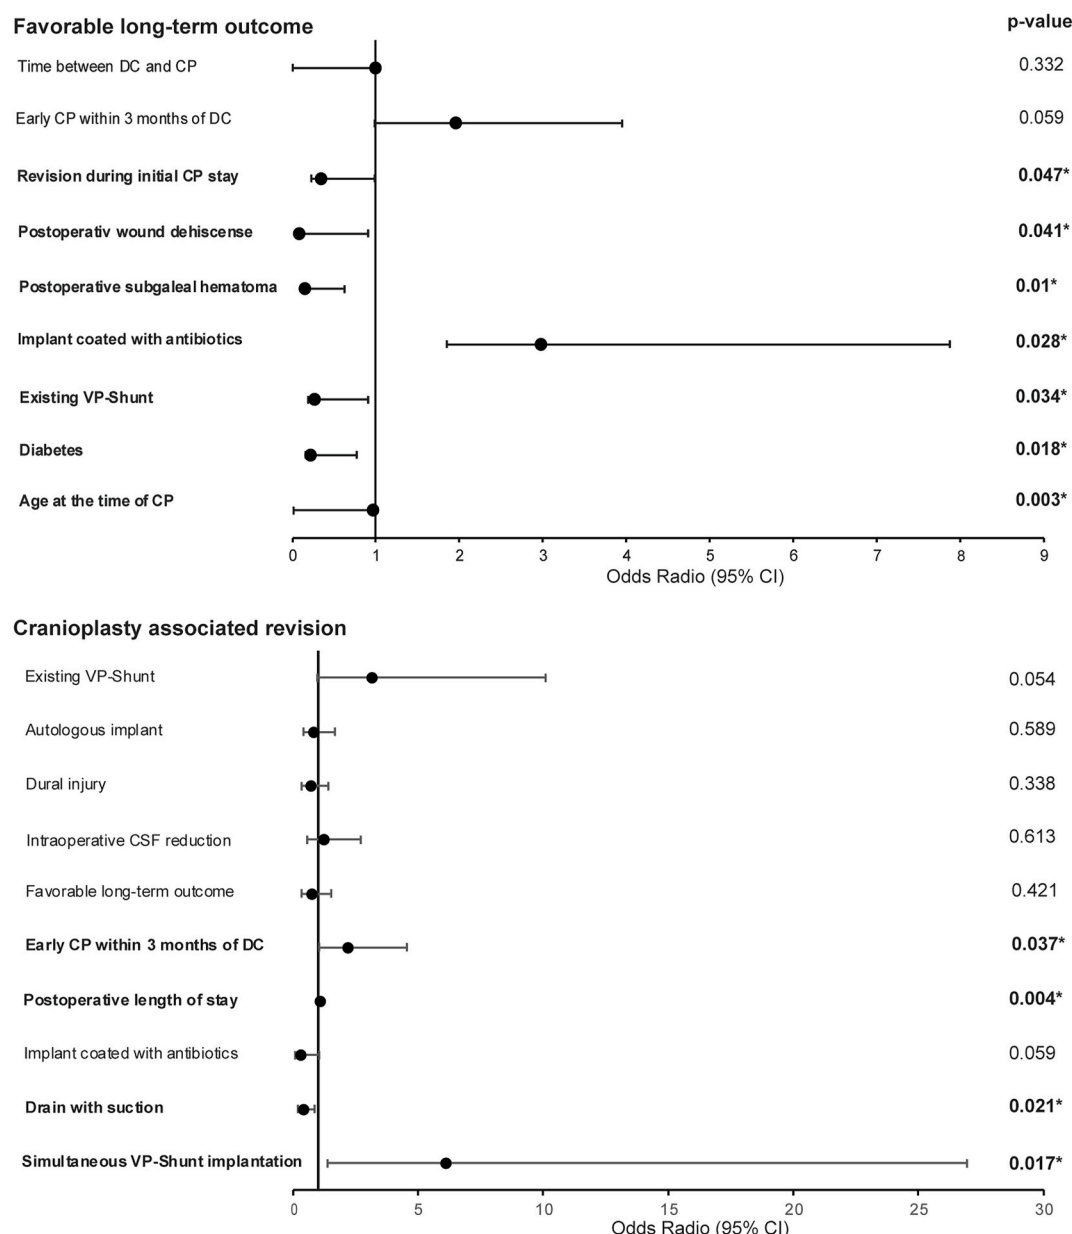 Favorable long-term outcome p-value
Time between DC and CP 0.332
Early CP within 3 months of DC 0.059
Revision during initial CP stay 0.047*
Postoperativ wound dehiscense 0.041*
Postoperative subgaleal hematoma 0.01*
Implant coated with antibiotics 0.028*
Existing VP-Shunt 0.034*
Diabetes 0.018*
Age at the time of CP 0.003*
0 1 2 3 4 5 6 7 8 9
Odds Radio (95% CI)
Cranioplasty associated revision
Existing VP-Shunt 0.054
Autologous implant 0.589
Dural injury 0.338
Intraoperative CSF reduction 0.613
Favorable long-term outcome 0.421
Early CP within 3 months of DC 0.037*
Postoperative length of stay 0.004*
Implant coated with antibiotics 0.059
Drain with suction 0.021*
Simultaneous VP-Shunt implantation 0.017*
0 5 10 15 20 25 30
Odds Radio (95% CI)